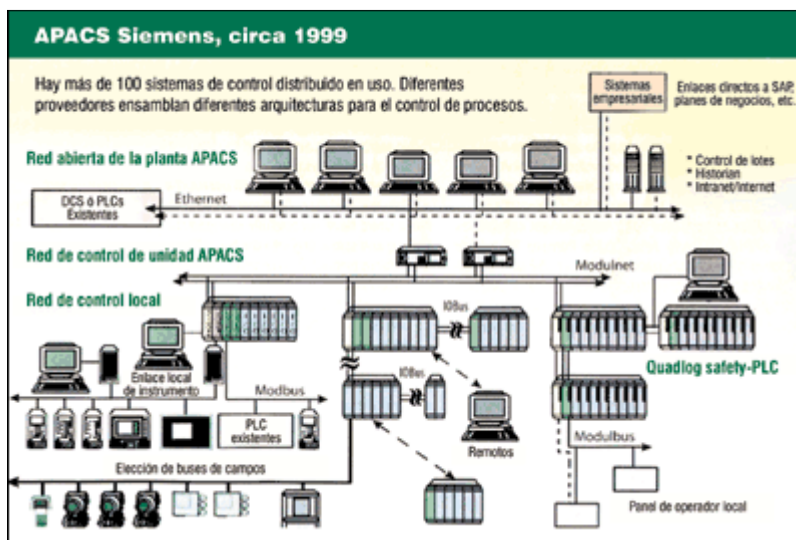 APACS Siemens, circa 1999
Hay más de 100 sistemas de control distribuido en uso. Diferentes
proveedores ensamblan diferentes arquitecturas para el control de procesos.
Sistemas
empresariales
Enlaces directos a SAP,
planes de negocios, etc.
Red abierta de la planta APACS
* Control de lotes
* Historian
* Intranet/Internet
DCS ó PLCs
Existentes
Ethernet
Red de control de unidad APACS
Modulnet
Red de control local
IOBus
Quadlog safety-PLC
Enlace local
de instrumento
Modbus
IOBus
PLC
existentes
Remotos
Modulbus
Elección de buses de campos
Panel de operador local